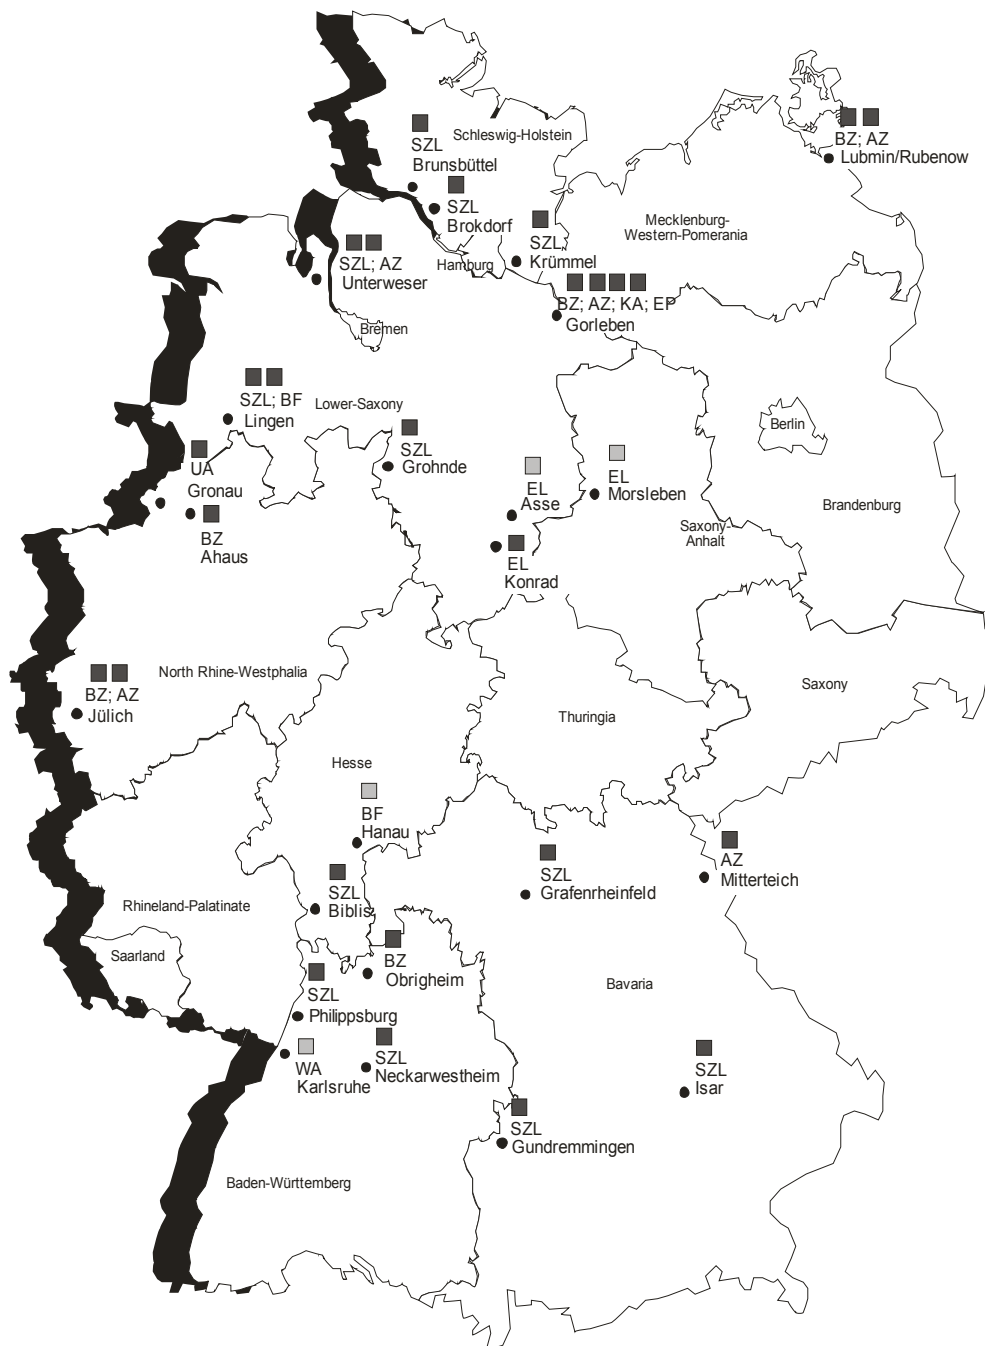 SZL
Brunsbüttel
Schleswig-Holstein
BZ; AZ
Lubmin/Rubenow
SZL
Brokdorf
Mecklenburg-
Western-Pomerania
SZL
Krümmel
SZL; AZ
Unterweser
Hamburg
BZ; AZ; KA; EP
Gorleben
Bremen
SZL; BF
Lingen
Lower-Saxony
Berlin
SZL
Grohnde
UA
Gronau
EL
Asse
EL
Morsleben
Brandenburg
BZ
Ahaus
Saxony-
Anhalt
EL
Konrad
North Rhine-Westphalia
BZ; AZ
Jülich
Saxony
Thuringia
Hesse
BF
Hanau
AZ
Mitterteich
SZL
Grafenrheinfeld
SZL
Biblis
Rhineland-Palatinate
Saarland
BZ
Obrigheim
Bavaria
SZL
Philippsburg
WA
Karlsruhe
SZL
Neckarwestheim
SZL
Isar
SZL
Gundremmingen
Baden-Württemberg